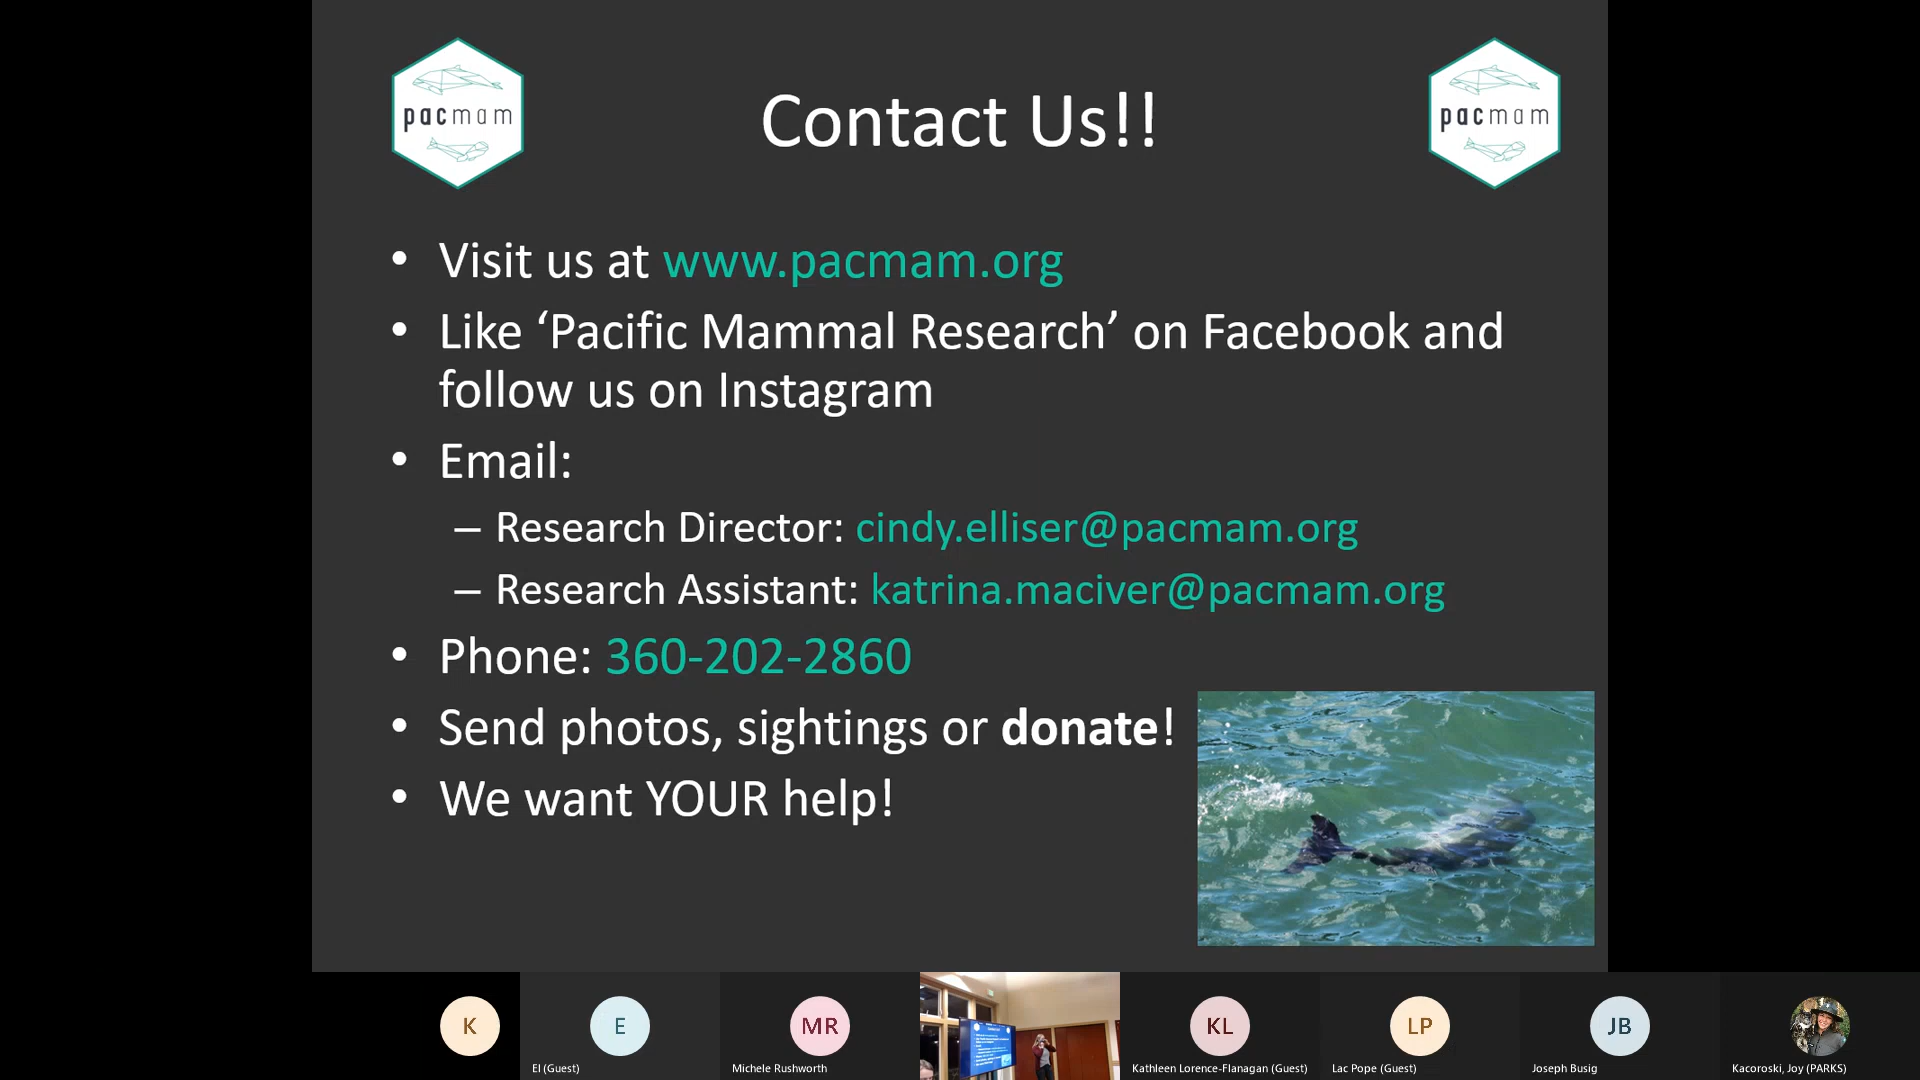 pacmam
Contact Us!!
pacmam
• Visit us at www.pacmam.org
• Like ‘Pacific Mammal Research’ on Facebook and
follow us on Instagram
• Email:
– Research Director: cindy.elliser@pacmam.org
– Research Assistant: katrina.maciver@pacmam.org
• Phone: 360-202-2860
• Send photos, sightings or donate!
• We want YOUR help!
K
E
MR
KL
LP
JB
EI (Guest)
Michele Rushworth
Kathleen Lorence-Flanagan (Guest)
Lac Pope (Guest)
Joseph Busig
Kacoroski, Joy (PARKS)